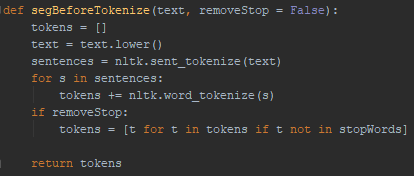 def segBeforeTokenize(text, removeStop = False):
    tokens = []
    text = text.lower()
    sentences = nltk.sent_tokenize(text)
    for s in sentences:
        tokens += nltk.word_tokenize(s)
    if removeStop:
        tokens = [t for t in tokens if t not in stopWords]

    return tokens